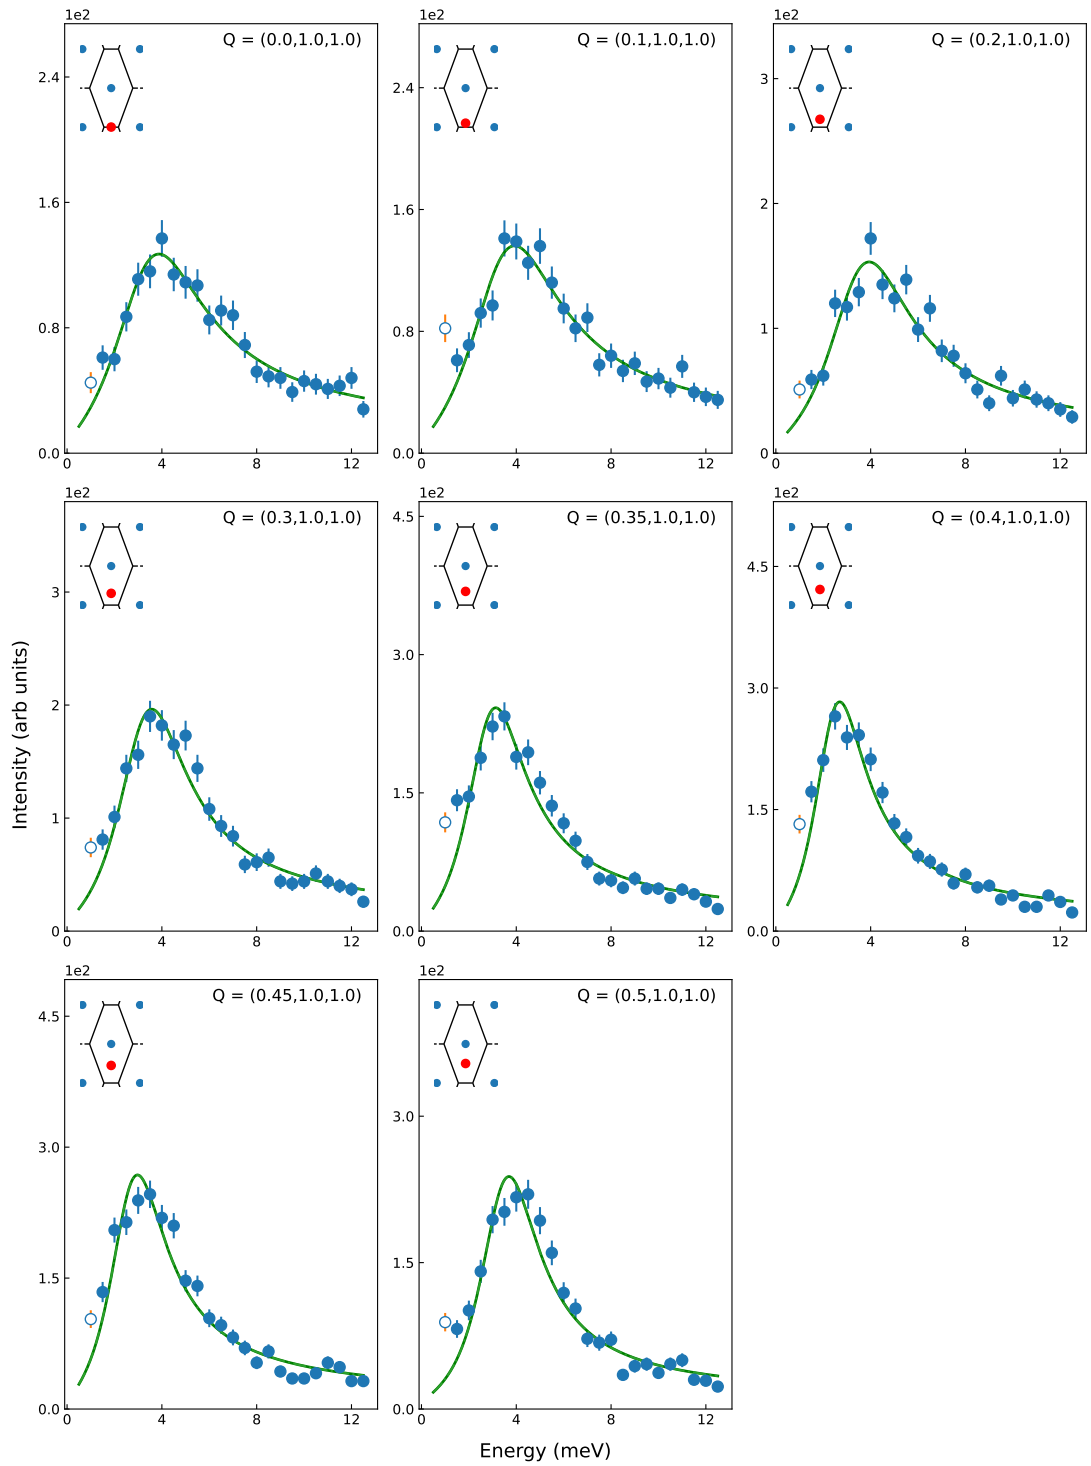 1e2
Q = (0.0,1.0,1.0)
2.4
1.6
0.8
0.0
0 4 8 12
1e2
Q = (0.1,1.0,1.0)
2.4
1.6
0.8
0.0
0 4 8 12
1e2
Q = (0.2,1.0,1.0)
3
2
1
0
0 4 8 12
1e2
Q = (0.3,1.0,1.0)
3
2
1
0
0 4 8 12
1e2
Q = (0.35,1.0,1.0)
4.5
3.0
1.5
0.0
0 4 8 12
1e2
Q = (0.4,1.0,1.0)
4.5
3.0
1.5
0.0
0 4 8 12
1e2
Q = (0.45,1.0,1.0)
4.5
3.0
1.5
0.0
0 4 8 12
1e2
Q = (0.5,1.0,1.0)
3.0
1.5
0.0
0 4 8 12
Intensity (arb units)
Energy (meV)